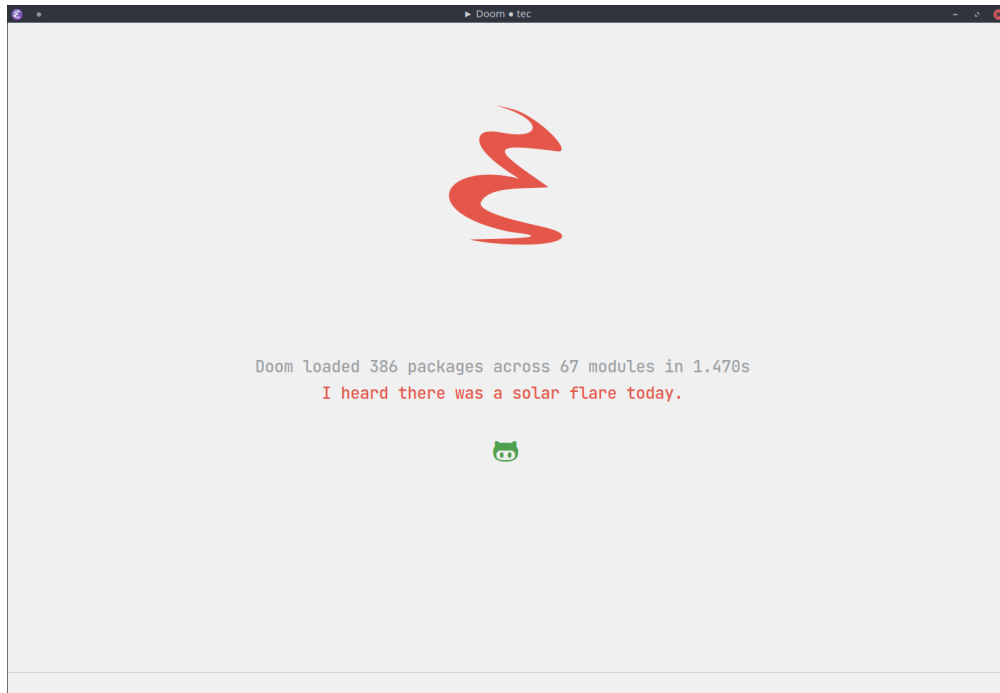 ► Doom ● tec
Doom loaded 386 packages across 67 modules in 1.470s
I heard there was a solar flare today.